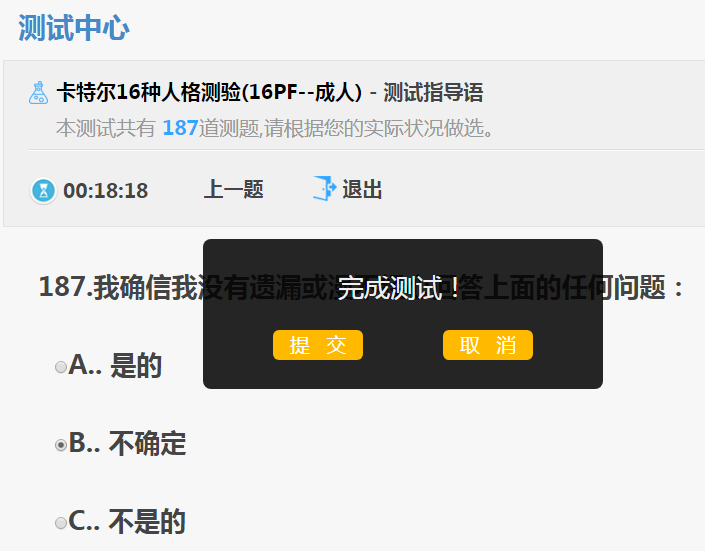 测试中心
卡特尔16种人格测验(16PF--成人) - 测试指导语
本测试共有 187道测题,请根据您的实际状况做选。
00:18:18 上一题 退出
187.我确信我没有遗漏或 回答上面的任何问题：
完成测试！
提 交 取 消
A.. 是的
B.. 不确定
C.. 不是的